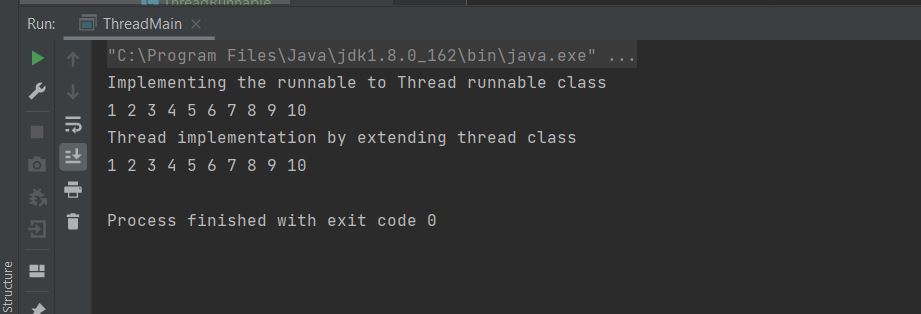 ThreadRunnable
Run: ThreadMain
"C:\Program Files\Java\jdk1.8.0_162\bin\java.exe" ...
Implementing the runnable to Thread runnable class
1 2 3 4 5 6 7 8 9 10
Thread implementation by extending thread class
1 2 3 4 5 6 7 8 9 10
Process finished with exit code 0
Structure